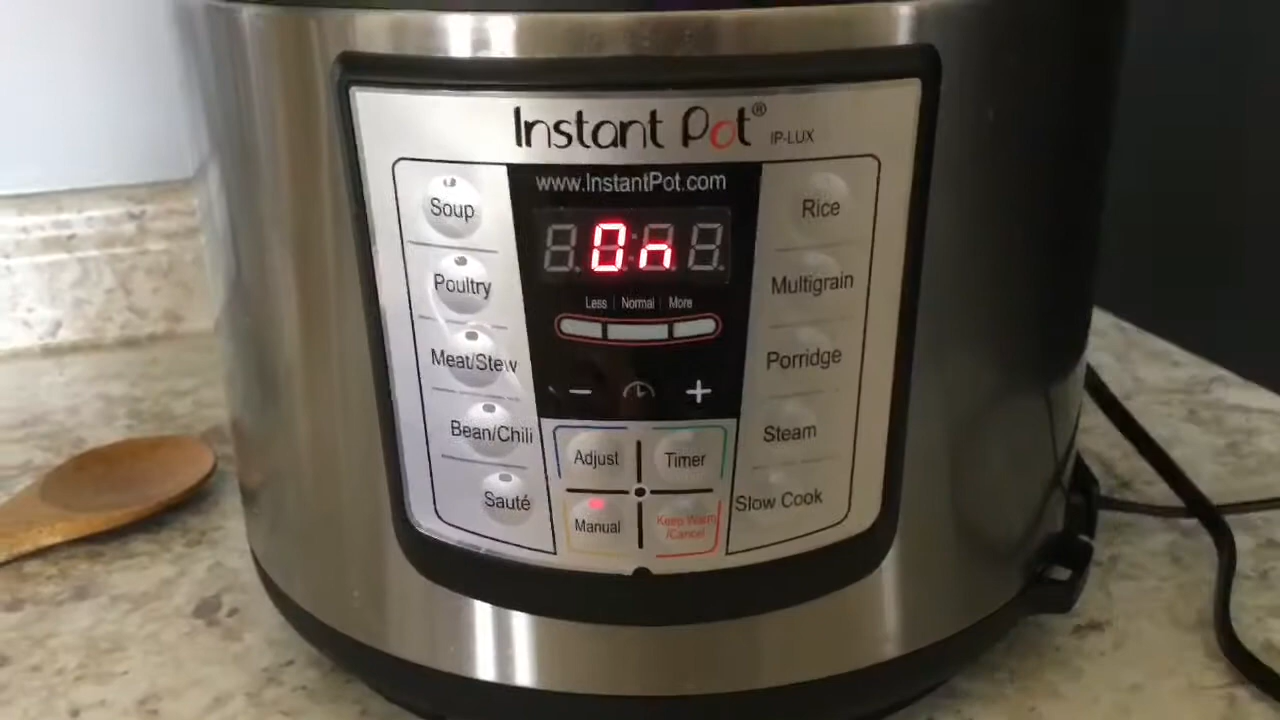 Instant Pot® IP-LUX
www.InstantPot.com
On
Less Normal More
− +
Soup
Poultry
Meat/Stew
Bean/Chili
Sauté
Adjust Timer
Manual Keep Warm
/Cancel
Rice
Multigrain
Porridge
Steam
Slow Cook